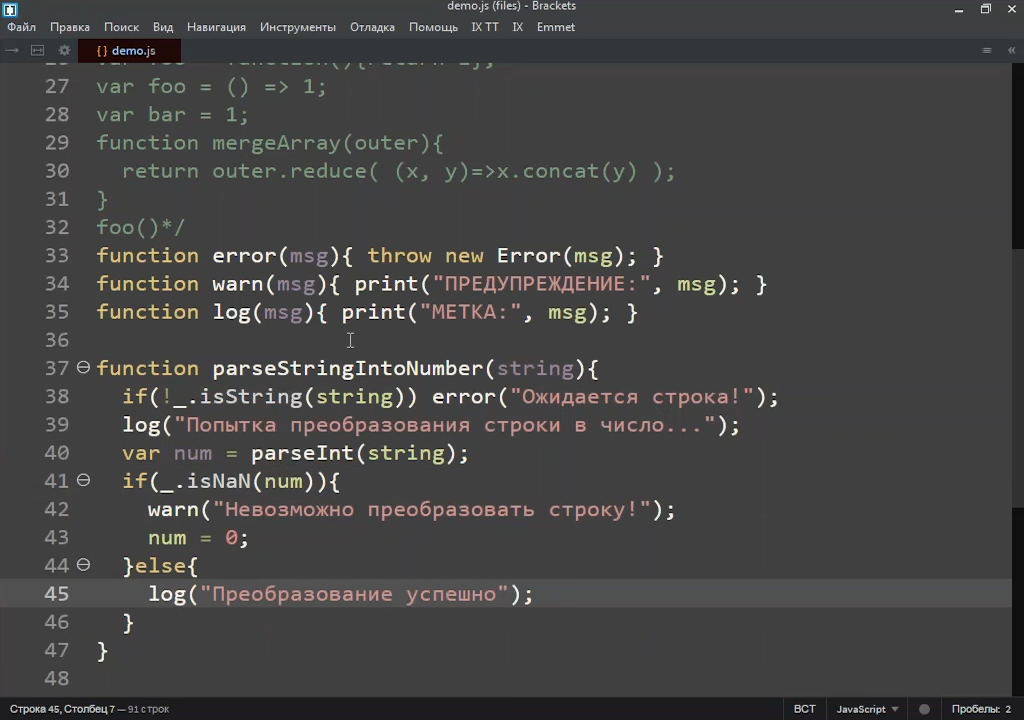 demo.js (files) - Brackets
Файл Правка Поиск Вид Навигация Инструменты Отладка Помощь IX TT IX Emmet
{} demo.js
27 var foo = () => 1;
28 var bar = 1;
29 function mergeArray(outer){
30 return outer.reduce( (x, y)=>x.concat(y) );
31 }
32 foo()*/
33 function error(msg){ throw new Error(msg); }
34 function warn(msg){ print("ПРЕДУПРЕЖДЕНИЕ:", msg); }
35 function log(msg){ print("МЕТКА:", msg); }
36
37 function parseStringIntoNumber(string){
38 if(!_.isString(string)) error("Ожидается строка!");
39 log("Попытка преобразования строки в число...");
40 var num = parseInt(string);
41 if(_.isNaN(num)){
42 warn("Невозможно преобразовать строку!");
43 num = 0;
44 }else{
45 log("Преобразование успешно");
46 }
47 }
48
Строка 45, Столбец 7 — 91 строк ВСТ JavaScript Пробелы: 2